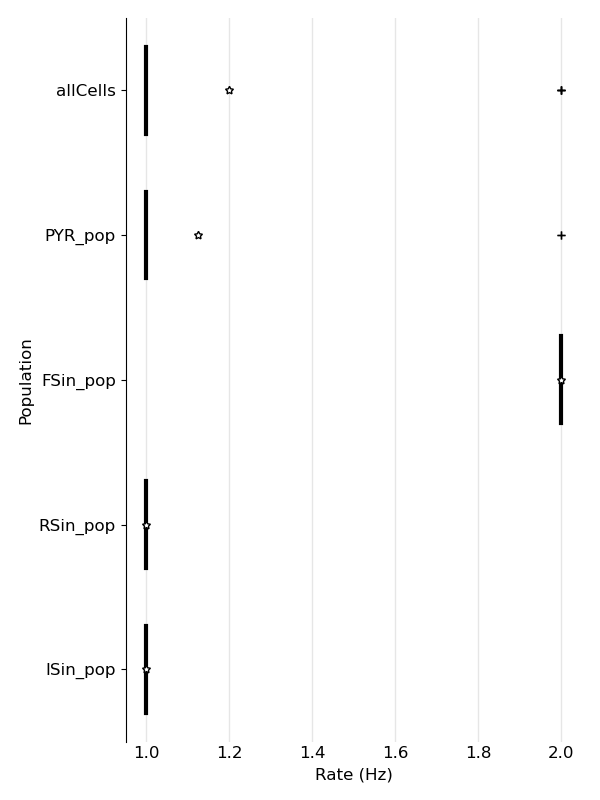 allCells
PYR_pop
FSin_pop
RSin_pop
ISin_pop
Population
1.0 1.2 1.4 1.6 1.8 2.0
Rate (Hz)